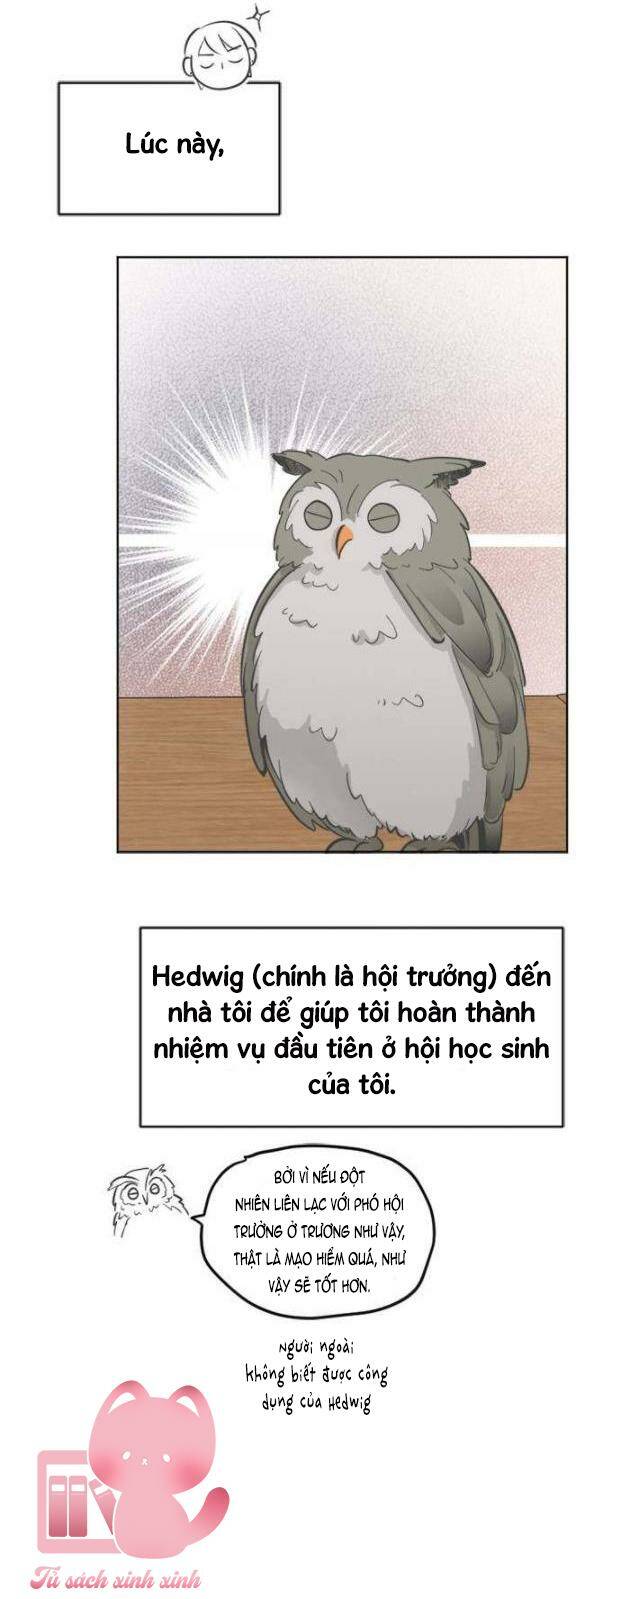 Lúc này,
Hedwig (chính là hội trưởng) đến
nhà tôi để giúp tôi hoàn thành
nhiệm vụ đầu tiên ở hội học sinh
của tôi.
BỞI VÌ NẾU ĐỘT
NHIÊN LIÊN LẠC VỚI PHÓ HỘI
TRƯỞNG Ở TRƯƠNG NHƯ VẬY,
THẬT LÀ MẠO HIỂM QUÁ, NHƯ
VẬY SẼ TỐT HƠN.
Người ngoài
không biết được công
dụng của Hedwig
Tủ sách xinh xinh